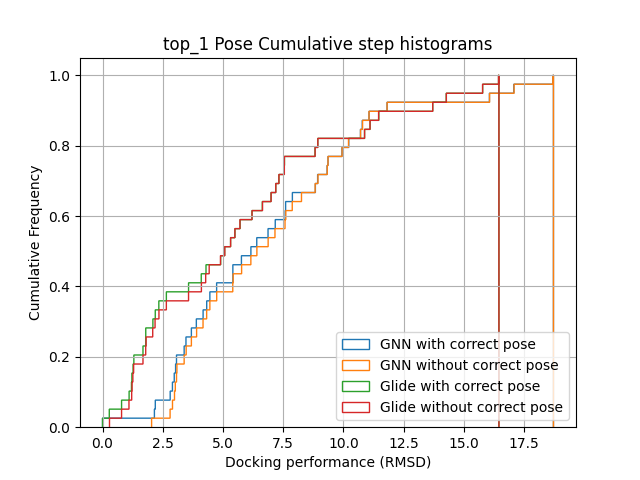 top_1 Pose Cumulative step histograms
1.0
0.8
0.6
0.4
0.2
0.0
Cumulative Frequency
GNN with correct pose
GNN without correct pose
Glide with correct pose
Glide without correct pose
0.0 2.5 5.0 7.5 10.0 12.5 15.0 17.5
Docking performance (RMSD)